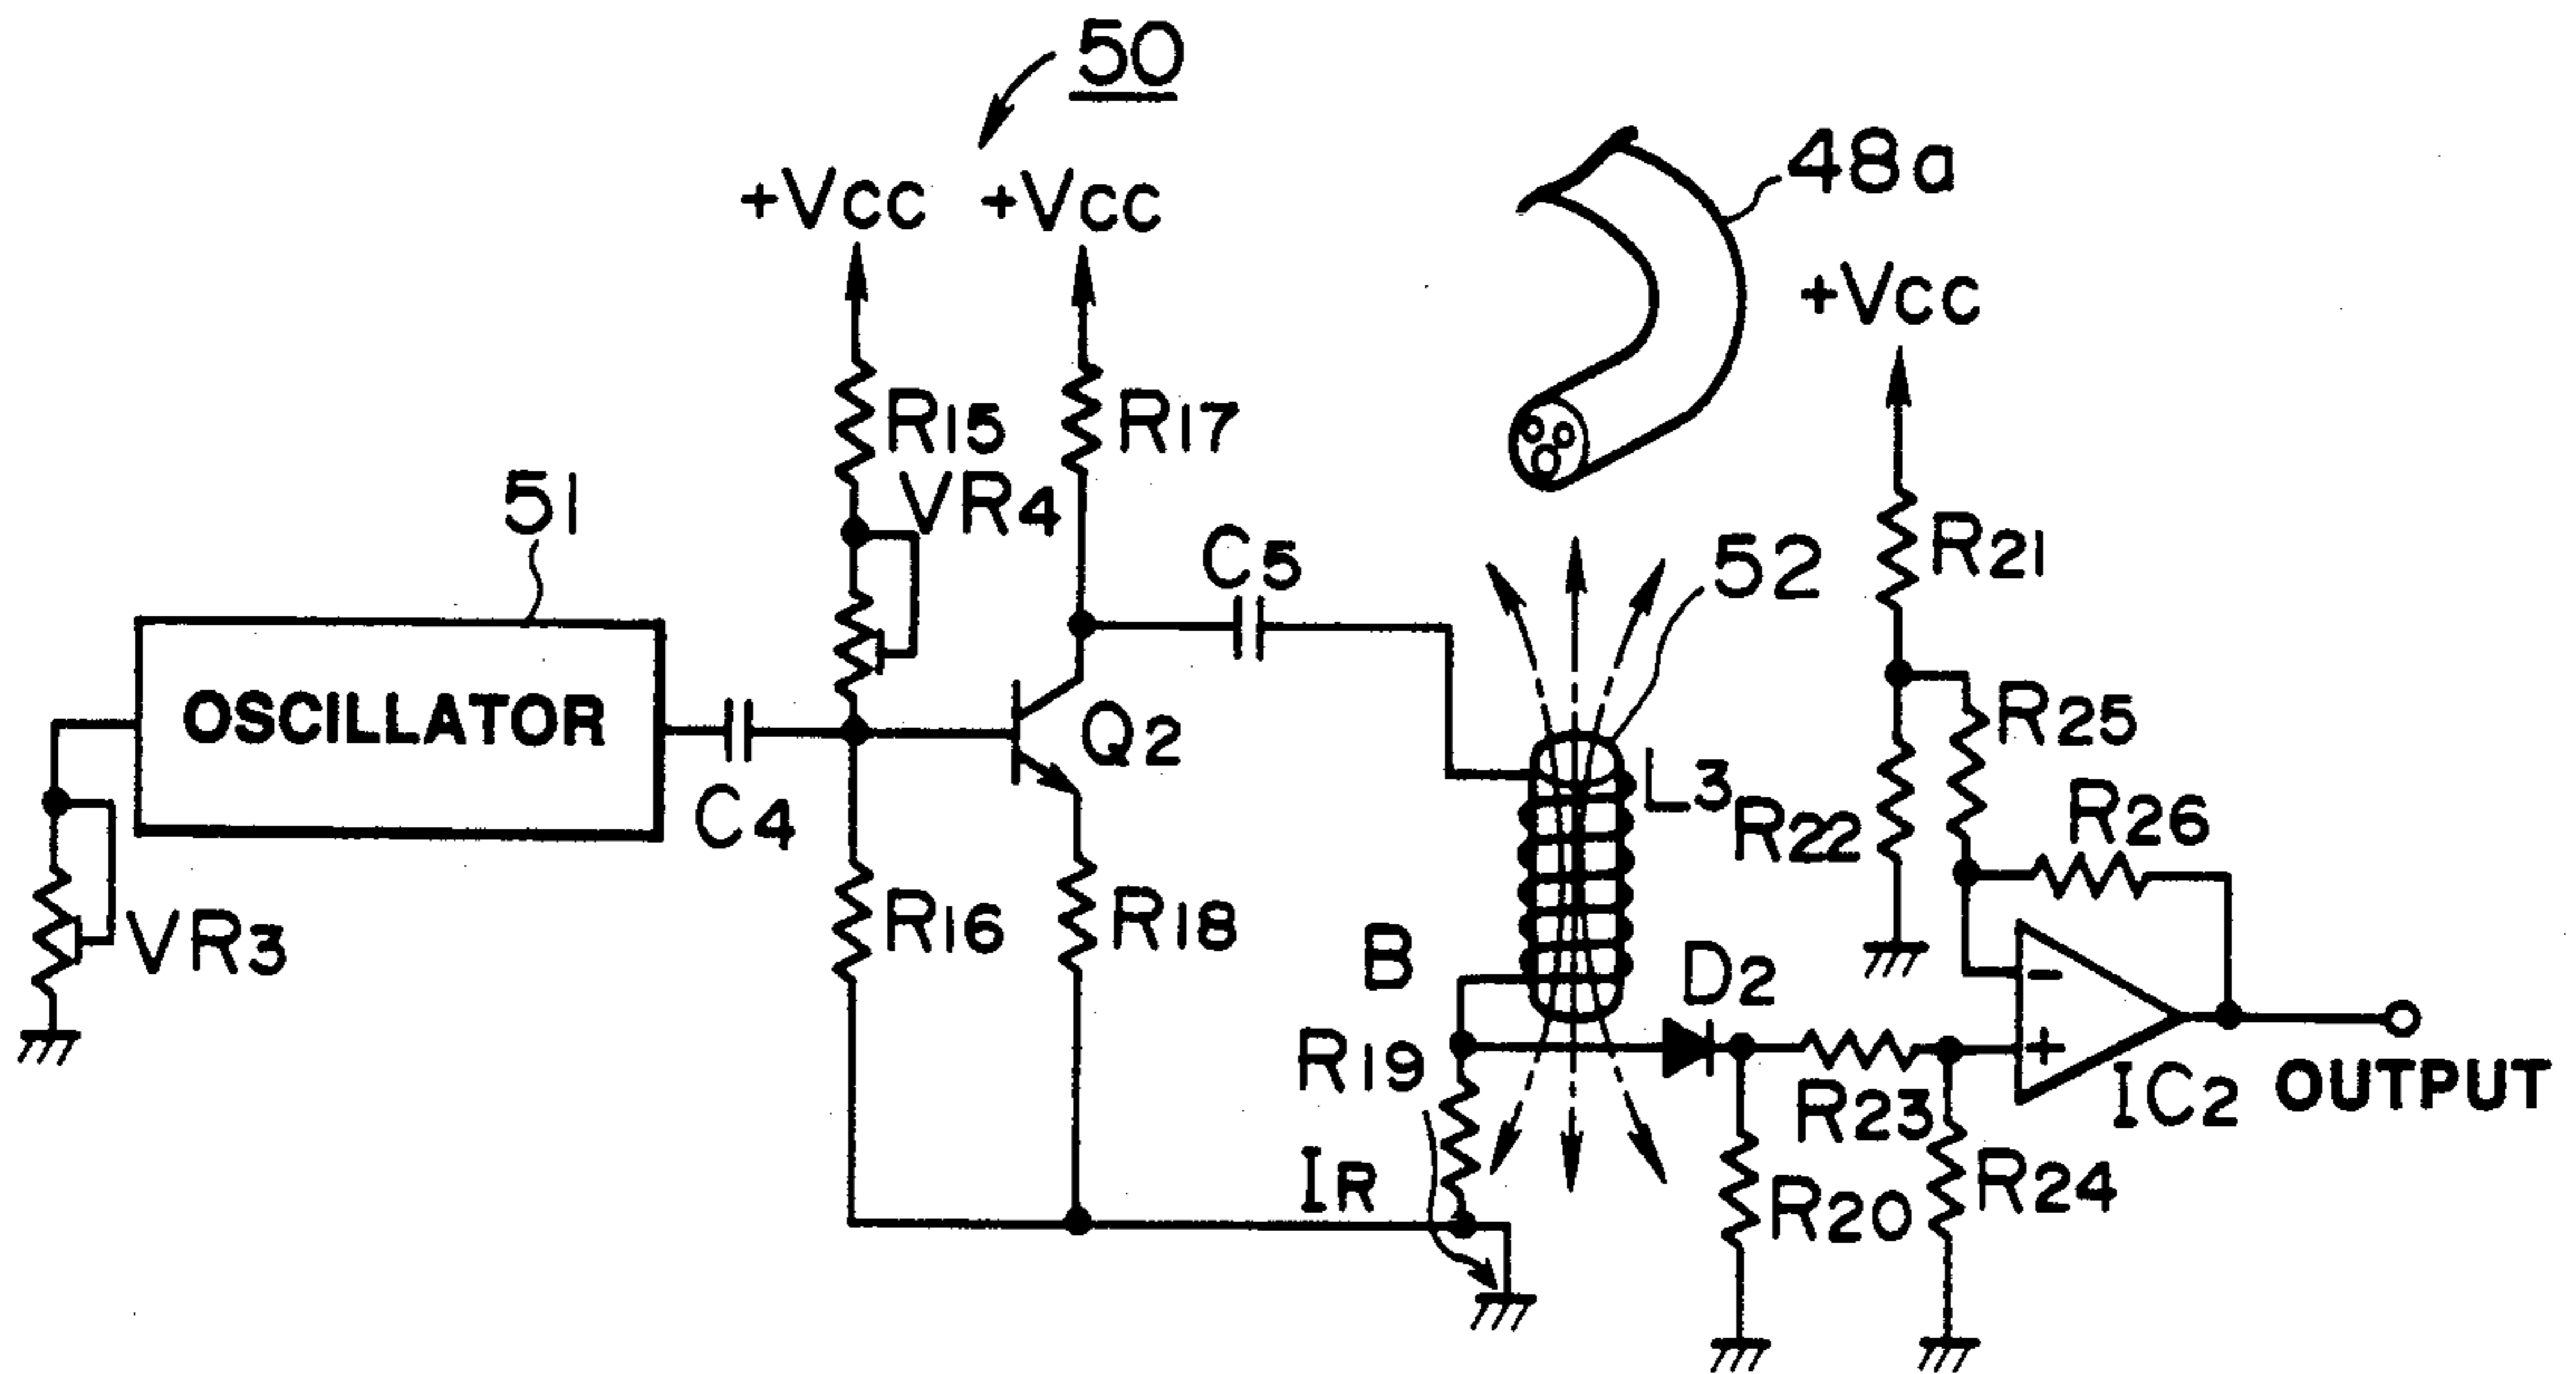 50
+Vcc +Vcc
48a
+Vcc
R15
R17
VR4
51
C5
52
R21
OSCILLATOR
Q2
R25
C4
L3
R22
R26
VR3
R16
R18
B
D2
R19
IR
R23
IC2
OUTPUT
R20
R24
-
+